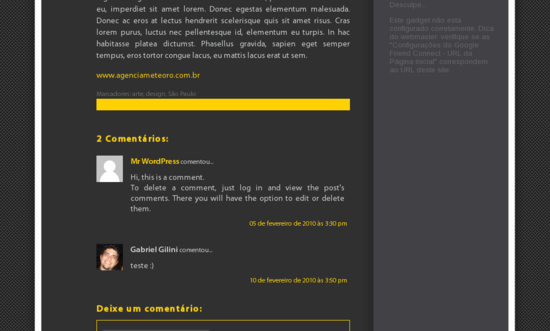 eu, imperdiet sit amet lorem. Donec egestas elementum malesuada.
Donec ac eros at lectus hendrerit scelerisque quis sit amet risus. Cras
lorem purus, luctus nec pellentesque id, elementum eu turpis. In hac
habitasse platea dictumst. Phasellus gravida, sapien eget semper
tempus, eros tortor congue lacus, eu mattis lacus erat ut sem.
www.agenciameteoro.com.br
Marcadores: arte, design, São Paulo
2 Comentários:
Mr WordPress comentou...
Hi, this is a comment.
To delete a comment, just log in and view the post's
comments. There you will have the option to edit or delete
them.
05 de fevereiro de 2010 às 3:30 pm
Gabriel Gilini comentou...
teste :)
10 de fevereiro de 2010 às 3:50 pm
Deixe um comentário:
Desculpe...
Este gadget não está
configurado corretamente. Dica
do webmaster: verifique se as
"Configurações do Google
Friend Connect - URL da
Página inicial" correspondem
ao URL deste site.